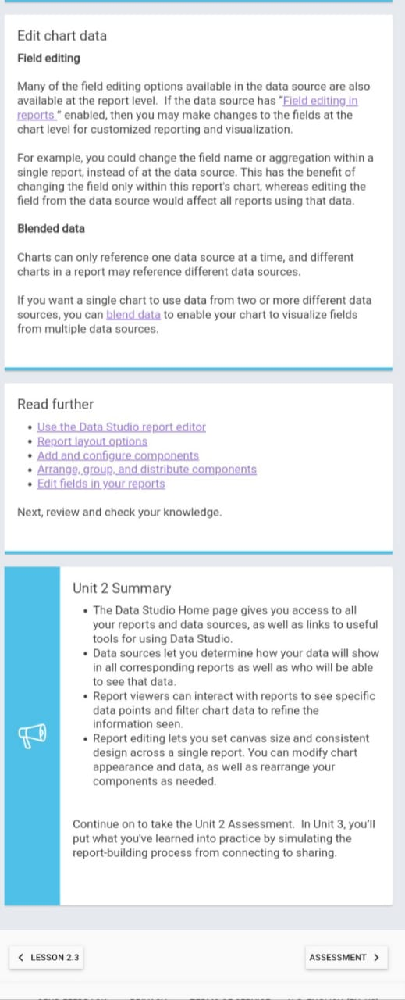 Edit chart data
Field editing
Many of the field editing options available in the data source are also
available at the report level.  If the data source has "Field editing in
reports " enabled, then you may make changes to the fields at the
chart level for customized reporting and visualization.
For example, you could change the field name or aggregation within a
single report, instead of at the data source. This has the benefit of
changing the field only within this report's chart, whereas editing the
field from the data source would affect all reports using that data.
Blended data
Charts can only reference one data source at a time, and different
charts in a report may reference different data sources.
If you want a single chart to use data from two or more different data
sources, you can blend data to enable your chart to visualize fields
from multiple data sources.
Read further
• Use the Data Studio report editor
• Report layout options
• Add and configure components
• Arrange, group, and distribute components
• Edit fields in your reports
Next, review and check your knowledge.
Unit 2 Summary
• The Data Studio Home page gives you access to all
your reports and data sources, as well as links to useful
tools for using Data Studio.
• Data sources let you determine how your data will show
in all corresponding reports as well as who will be able
to see that data.
• Report viewers can interact with reports to see specific
data points and filter chart data to refine the
information seen.
• Report editing lets you set canvas size and consistent
design across a single report. You can modify chart
appearance and data, as well as rearrange your
components as needed.
Continue on to take the Unit 2 Assessment.  In Unit 3, you'll
put what you've learned into practice by simulating the
report-building process from connecting to sharing.
< LESSON 2.3
ASSESSMENT >